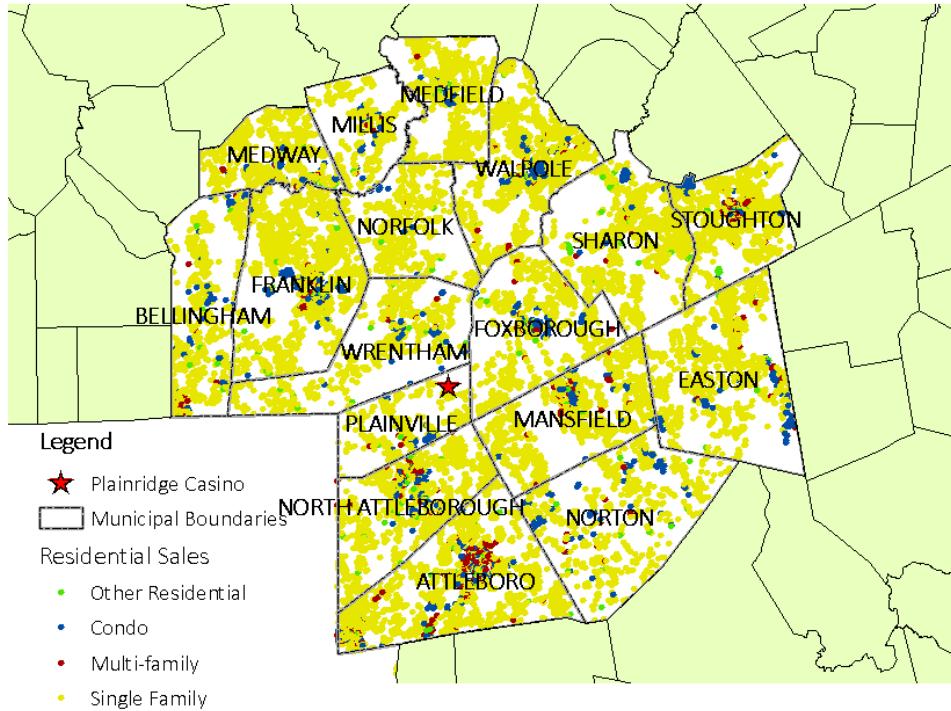 MEDFIELD
MILLIS
MEDWAY
WALPOLE
NORFOLK
SHARON
STOUGHTON
FRANKLIN
BELLINGHAM
FOXBOROUGH
WRENTHAM
EASTON
PLAINVILLE
MANSFIELD
NORTH ATTLEBOROUGH
NORTON
ATTLEBORO
Legend
Plainridge Casino
Municipal Boundaries
Residential Sales
Other Residential
Condo
Multi-family
Single Family